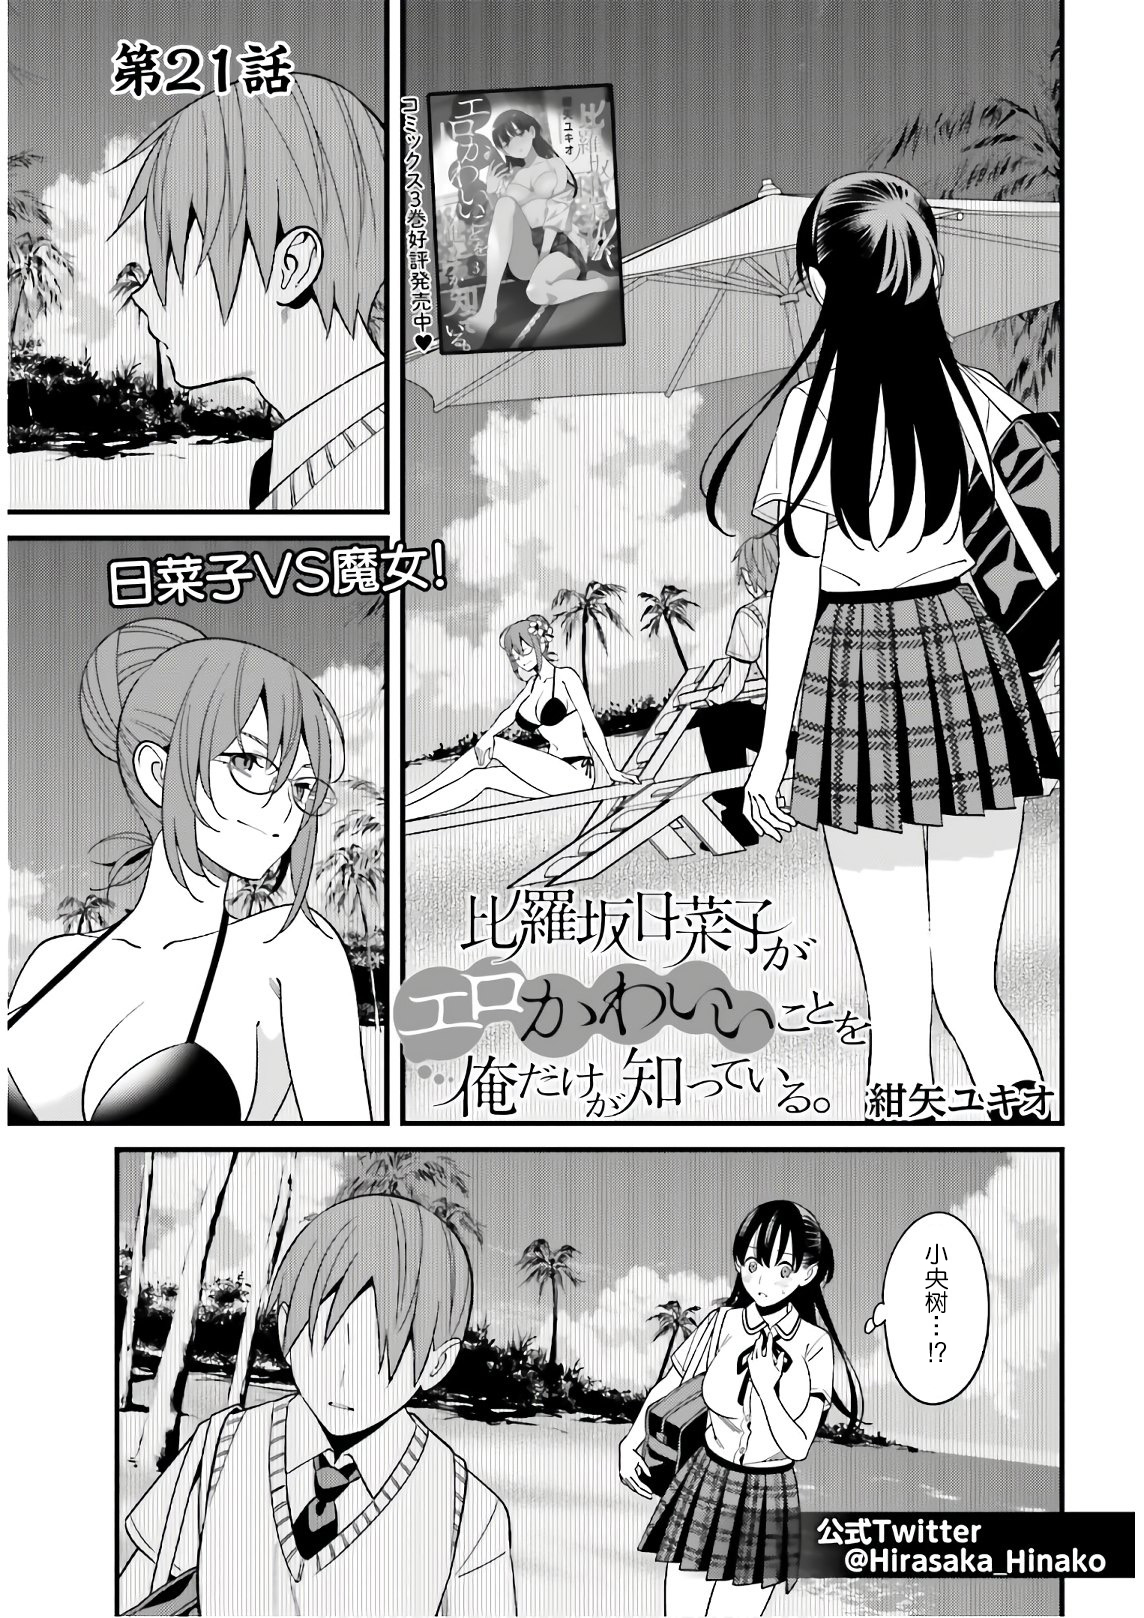 第21話
コミックス3巻好評発売中♥
日菜子VS魔女!
比羅坂日菜子が
エロかわいいことを
俺だけが知っている。
紺矢ユキオ
小央树…!?
公式Twitter
@Hirasaka_Hinako